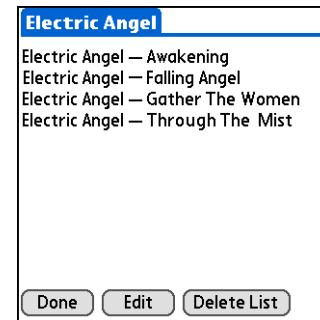 Electric Angel
Electric Angel — Awakening
Electric Angel — Falling Angel
Electric Angel — Gather The Women
Electric Angel — Through The Mist
Done Edit Delete List